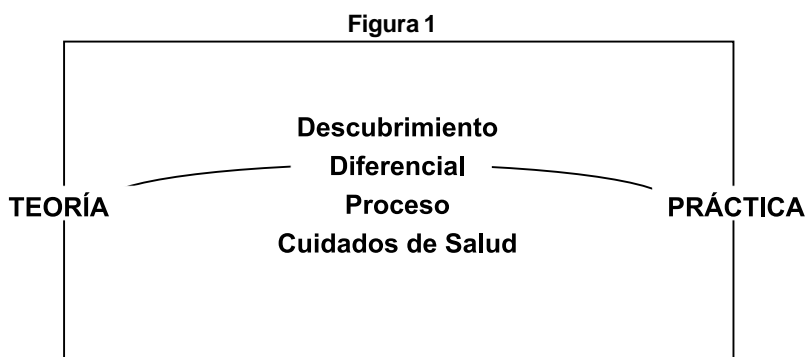 Figura 1
Descubrimiento
Diferencial
TEORÍA Proceso PRÁCTICA
Cuidados de Salud